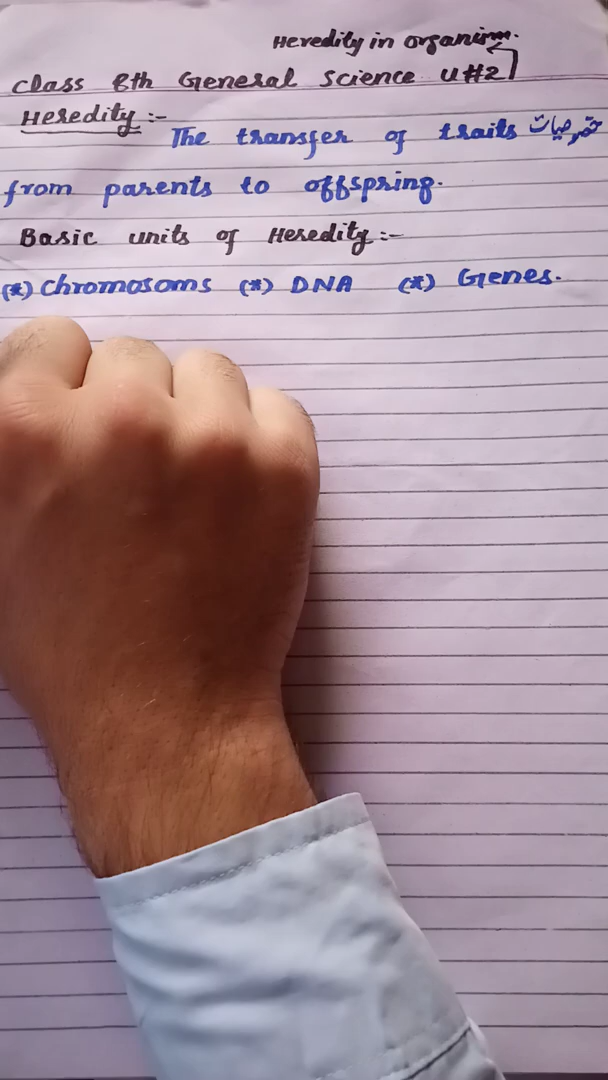 Heredity in organism.
Class 8th General Science U#2
Heredity :-
The transfer of traits خصوصیات
from parents to offspring.
Basic units of Heredity :-
(*) Chromosoms (*) DNA (*) Genes.